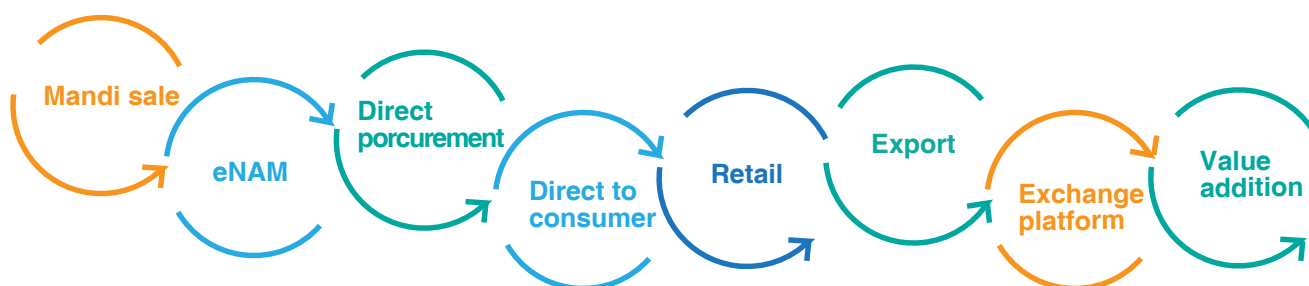 Mandi sale
eNAM
Direct
porcurement
Direct to
consumer
Retail
Export
Exchange
platform
Value
addition